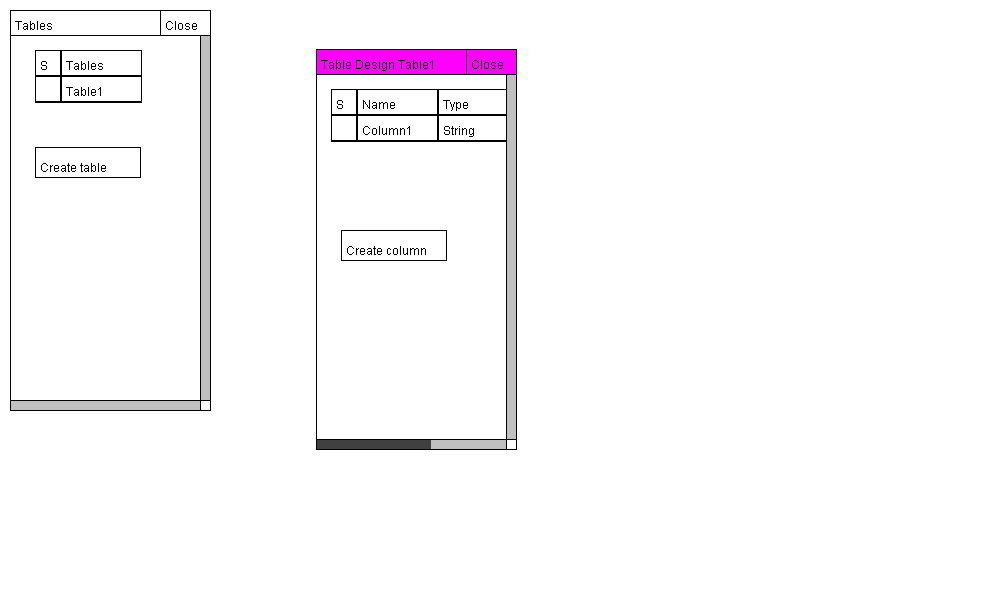 Tables Close
S Tables
Table1
Create table
Table Design Table1 Close
S Name Type
Column1 String
Create column